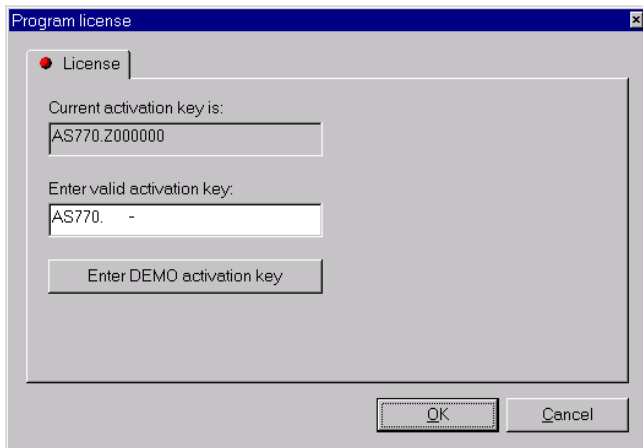 Program license
License
Current activation key is:
AS770.Z000000
Enter valid activation key:
AS770.    -
Enter DEMO activation key
OK Cancel